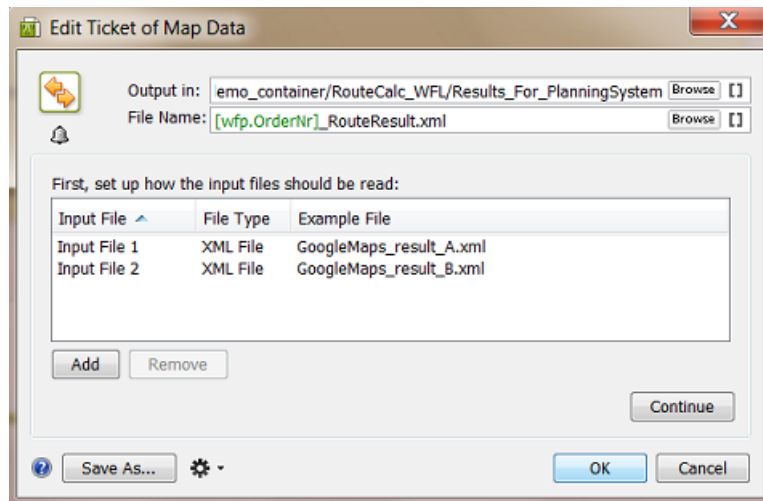 Edit Ticket of Map Data
Output in: emo_container/RouteCalc_WFL/Results_For_PlanningSystem Browse []
File Name: [wfp.OrderNr]_RouteResult.xml Browse []
First, set up how the input files should be read:
Input File File Type Example File
Input File 1 XML File GoogleMaps_result_A.xml
Input File 2 XML File GoogleMaps_result_B.xml
Add Remove
Continue
? Save As... OK Cancel